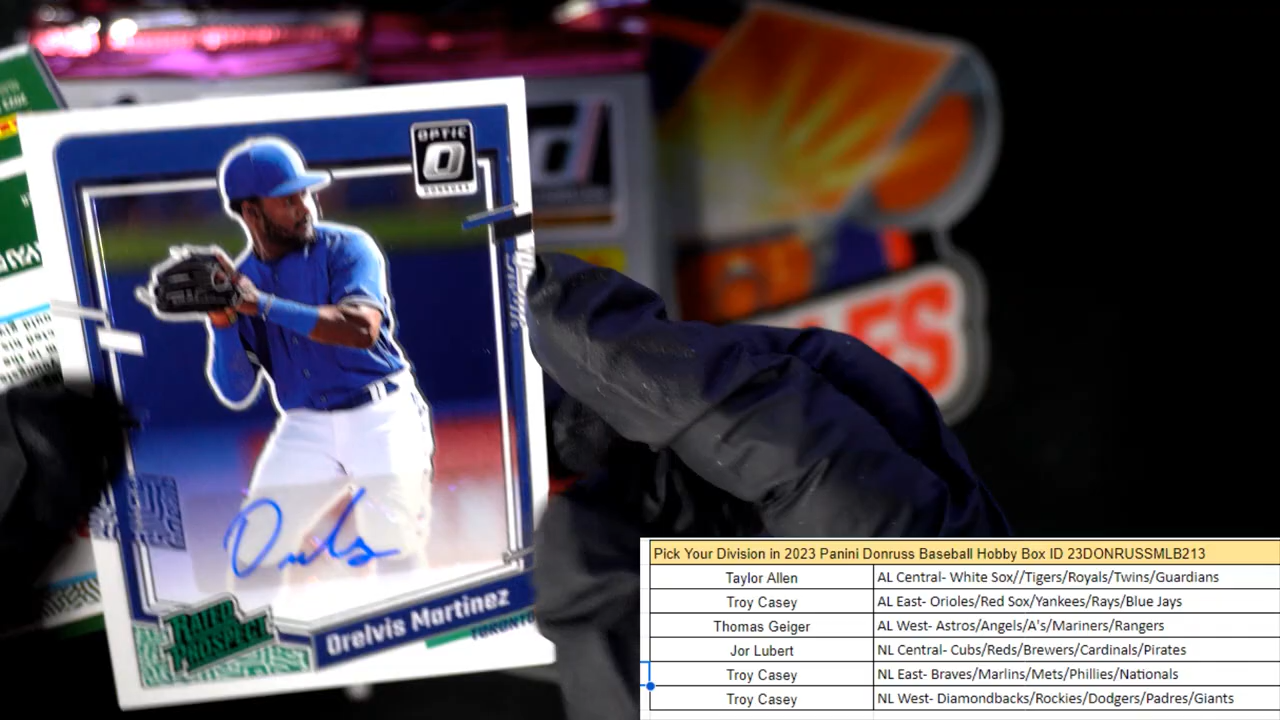 OPTIC
DONRUSS
Duls
RATED
PROSPECT
Orelvis Martinez
TORONTO
Pick Your Division in 2023 Panini Donruss Baseball Hobby Box ID 23DONRUSSMLB213
Taylor Allen AL Central- White Sox//Tigers/Royals/Twins/Guardians
Troy Casey AL East- Orioles/Red Sox/Yankees/Rays/Blue Jays
Thomas Geiger AL West- Astros/Angels/A's/Mariners/Rangers
Jor Lubert NL Central- Cubs/Reds/Brewers/Cardinals/Pirates
Troy Casey NL East- Braves/Marlins/Mets/Phillies/Nationals
Troy Casey NL West- Diamondbacks/Rockies/Dodgers/Padres/Giants